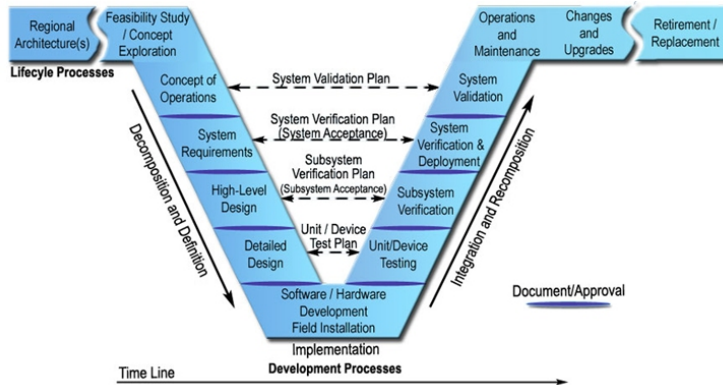 Regional
Architecture(s)
Feasibility Study
/ Concept
Exploration
Operations
and
Maintenance
Changes
and
Upgrades
Retirement /
Replacement
Lifecyle Processes
Concept of
Operations
System Validation Plan
System
Validation
System
Requirements
System Verification Plan
(System Acceptance)
System
Verification &
Deployment
High-Level
Design
Subsystem
Verification Plan
(Subsystem Acceptance)
Subsystem
Verification
Detailed
Design
Unit / Device
Test Plan
Unit/Device
Testing
Decomposition and Definition
Integration and Recomposition
Software / Hardware
Development
Field Installation
Document/Approval
Implementation
Development Processes
Time Line